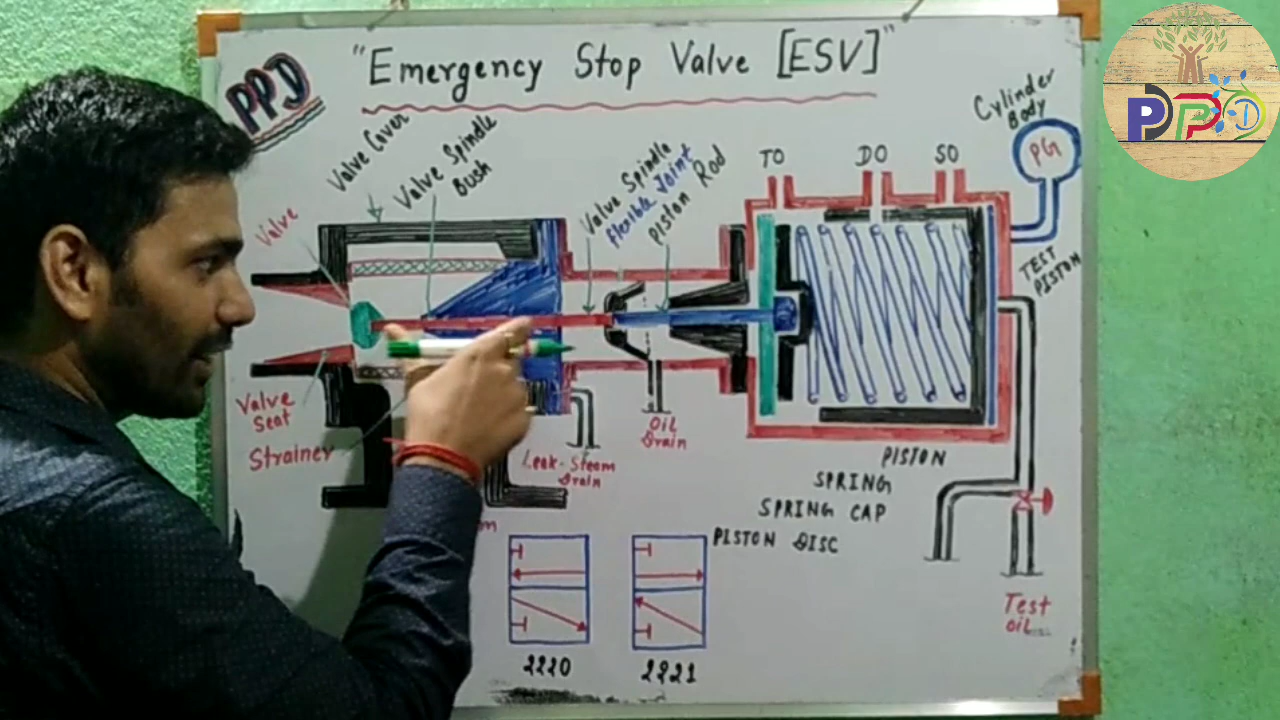 PPD
"Emergency Stop Valve [ESV]"
PPD
Cylinder
Body
PG
Valve Cover
Valve Spindle
Bush
Valve Spindle
Flexible Joint
Piston Rod
TO
DO
SO
Valve
TEST
PISTON
Valve
Seat
Strainer
Leak-Steam
Drain
Oil
Drain
PISTON
SPRING
SPRING CAP
PISTON DISC
2220
2221
Test
Oil